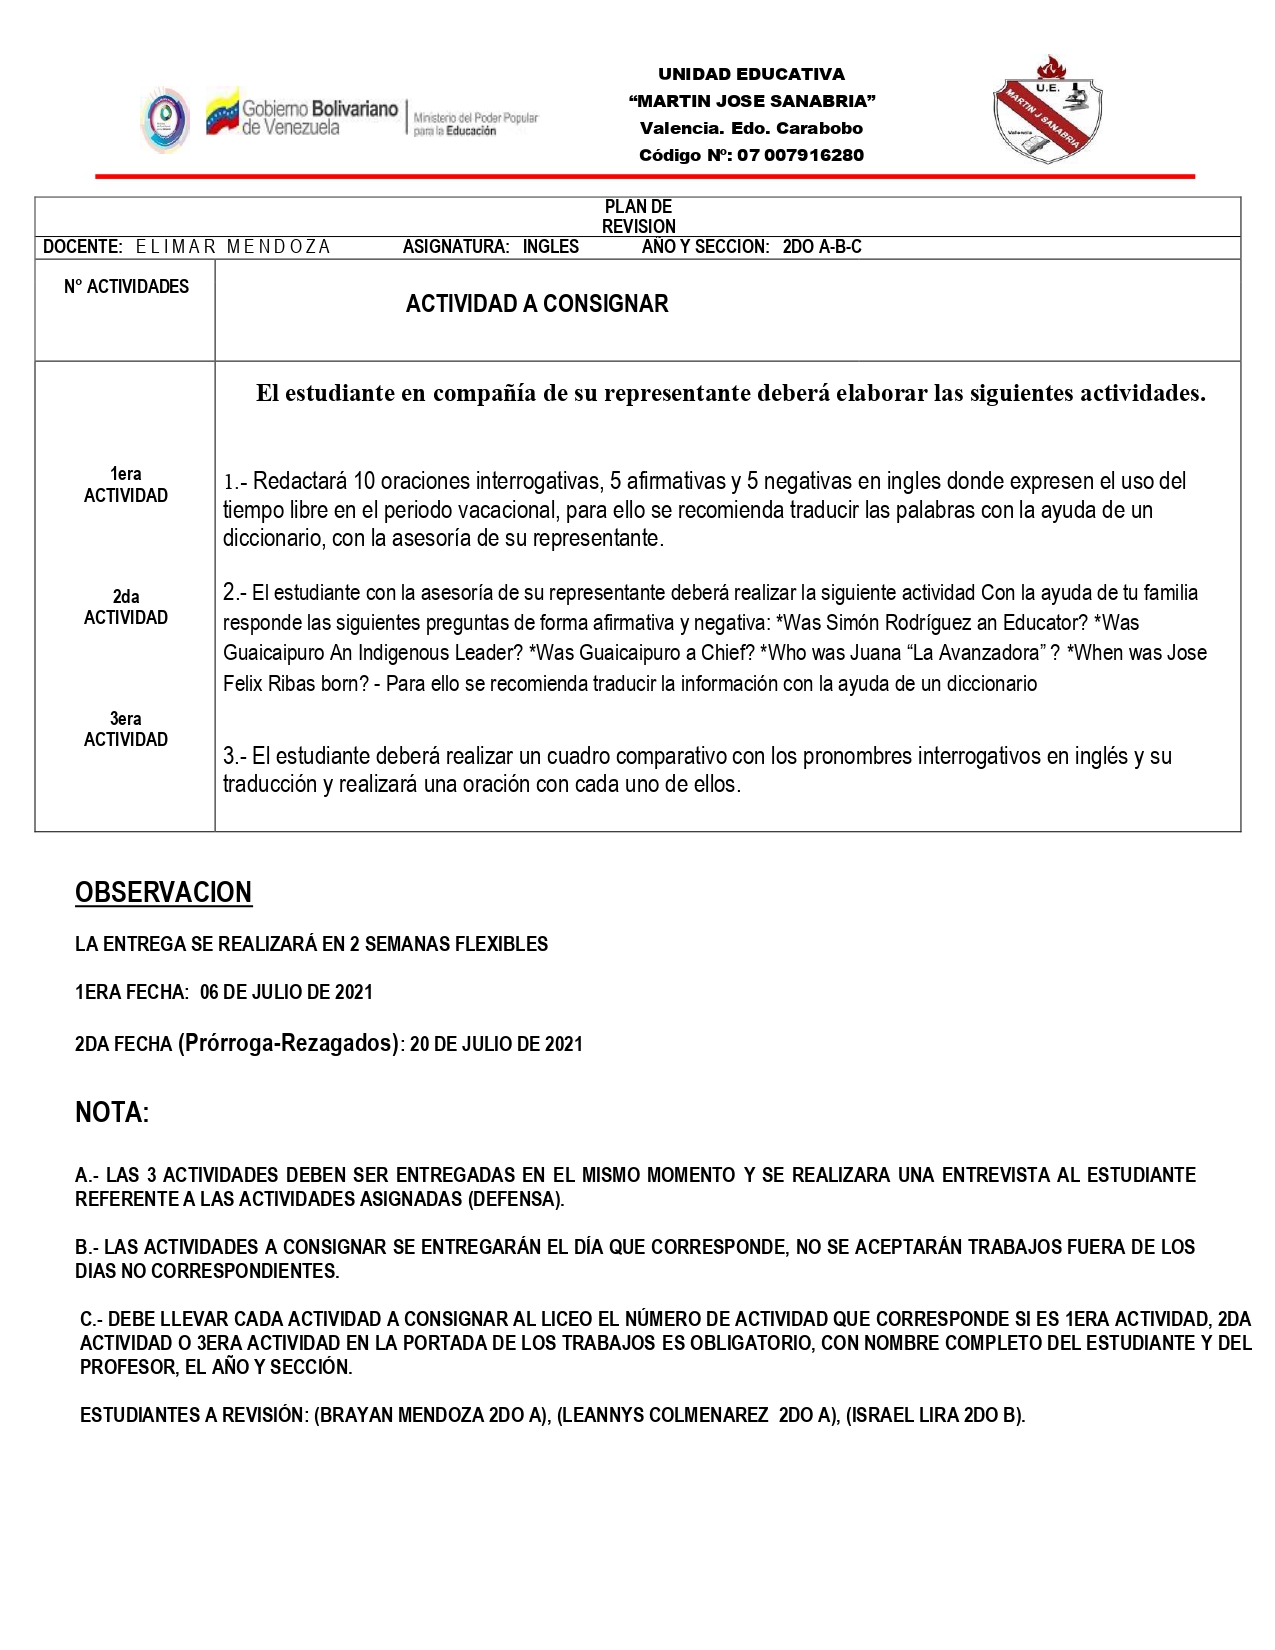 Gobierno Bolivariano
de Venezuela
Ministerio del Poder Popular
para la Educación
UNIDAD EDUCATIVA
“MARTIN JOSE SANABRIA”
Valencia. Edo. Carabobo
Código Nº: 07 007916280
U.E.
MARTIN J SANABRIA
Valencia
PLAN DE
REVISION
DOCENTE: ELIMAR MENDOZA ASIGNATURA: INGLES AÑO Y SECCION: 2DO A-B-C
N° ACTIVIDADES
ACTIVIDAD A CONSIGNAR
El estudiante en compañía de su representante deberá elaborar las siguientes actividades.
1era
ACTIVIDAD
1.- Redactará 10 oraciones interrogativas, 5 afirmativas y 5 negativas en ingles donde expresen el uso del
tiempo libre en el periodo vacacional, para ello se recomienda traducir las palabras con la ayuda de un
diccionario, con la asesoría de su representante.
2da
ACTIVIDAD
2.- El estudiante con la asesoría de su representante deberá realizar la siguiente actividad Con la ayuda de tu familia
responde las siguientes preguntas de forma afirmativa y negativa: *Was Simón Rodríguez an Educator? *Was
Guaicaipuro An Indigenous Leader? *Was Guaicaipuro a Chief? *Who was Juana “La Avanzadora” ? *When was Jose
Felix Ribas born? - Para ello se recomienda traducir la información con la ayuda de un diccionario
3era
ACTIVIDAD
3.- El estudiante deberá realizar un cuadro comparativo con los pronombres interrogativos en inglés y su
traducción y realizará una oración con cada uno de ellos.
OBSERVACION
LA ENTREGA SE REALIZARÁ EN 2 SEMANAS FLEXIBLES
1ERA FECHA: 06 DE JULIO DE 2021
2DA FECHA (Prórroga-Rezagados): 20 DE JULIO DE 2021
NOTA:
A.- LAS 3 ACTIVIDADES DEBEN SER ENTREGADAS EN EL MISMO MOMENTO Y SE REALIZARA UNA ENTREVISTA AL ESTUDIANTE
REFERENTE A LAS ACTIVIDADES ASIGNADAS (DEFENSA).
B.- LAS ACTIVIDADES A CONSIGNAR SE ENTREGARÁN EL DÍA QUE CORRESPONDE, NO SE ACEPTARÁN TRABAJOS FUERA DE LOS
DIAS NO CORRESPONDIENTES.
C.- DEBE LLEVAR CADA ACTIVIDAD A CONSIGNAR AL LICEO EL NÚMERO DE ACTIVIDAD QUE CORRESPONDE SI ES 1ERA ACTIVIDAD, 2DA
ACTIVIDAD O 3ERA ACTIVIDAD EN LA PORTADA DE LOS TRABAJOS ES OBLIGATORIO, CON NOMBRE COMPLETO DEL ESTUDIANTE Y DEL
PROFESOR, EL AÑO Y SECCIÓN.
ESTUDIANTES A REVISIÓN: (BRAYAN MENDOZA 2DO A), (LEANNYS COLMENAREZ 2DO A), (ISRAEL LIRA 2DO B).